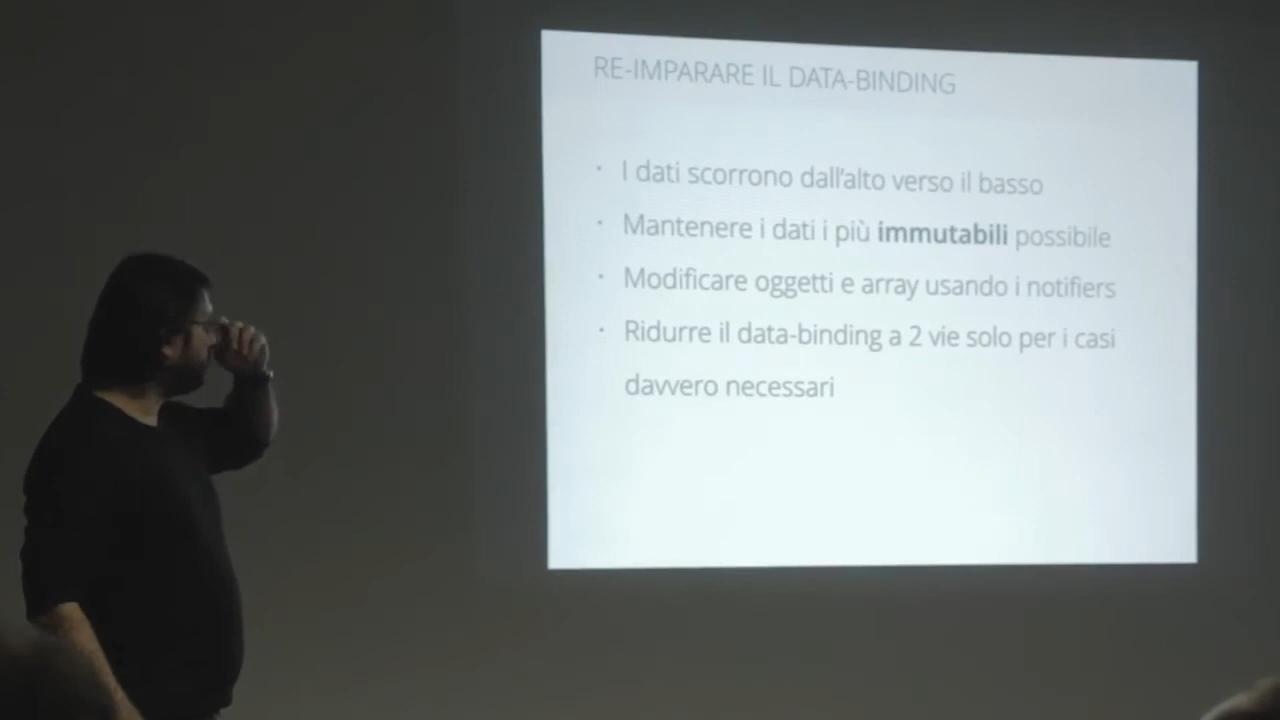 RE-IMPARARE IL DATA-BINDING
· I dati scorrono dall'alto verso il basso
· Mantenere i dati i più immutabili possibile
· Modificare oggetti e array usando i notifiers
· Ridurre il data-binding a 2 vie solo per i casi
davvero necessari